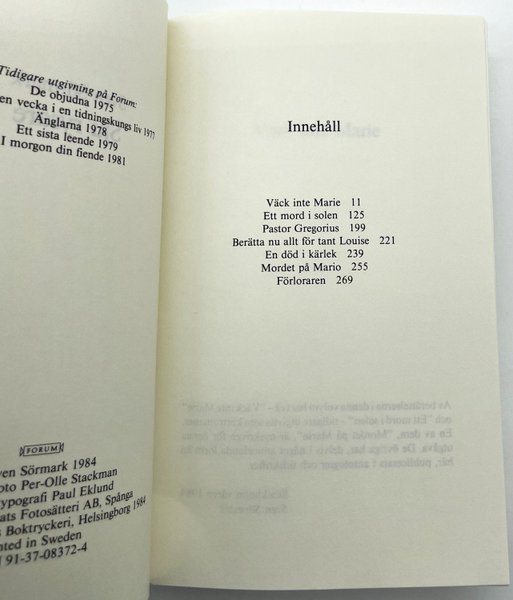 Tidigare utgivning på Forum:
De objudna 1975
en vecka i en tidningskungs liv 1977
Änglarna 1978
Ett sista leende 1979
I morgon din fiende 1981
FORUM
ven Sörmark 1984
oto Per-Olle Stackman
typografi Paul Eklund
ats Fotosätteri AB, Spånga
s Boktryckeri, Helsingborg 1984
nted in Sweden
91-37-08372-4
Innehåll
Väck inte Marie 11
Ett mord i solen 125
Pastor Gregorius 199
Berätta nu allt för tant Louise 221
En död i kärlek 239
Mordet på Mario 255
Förloraren 269